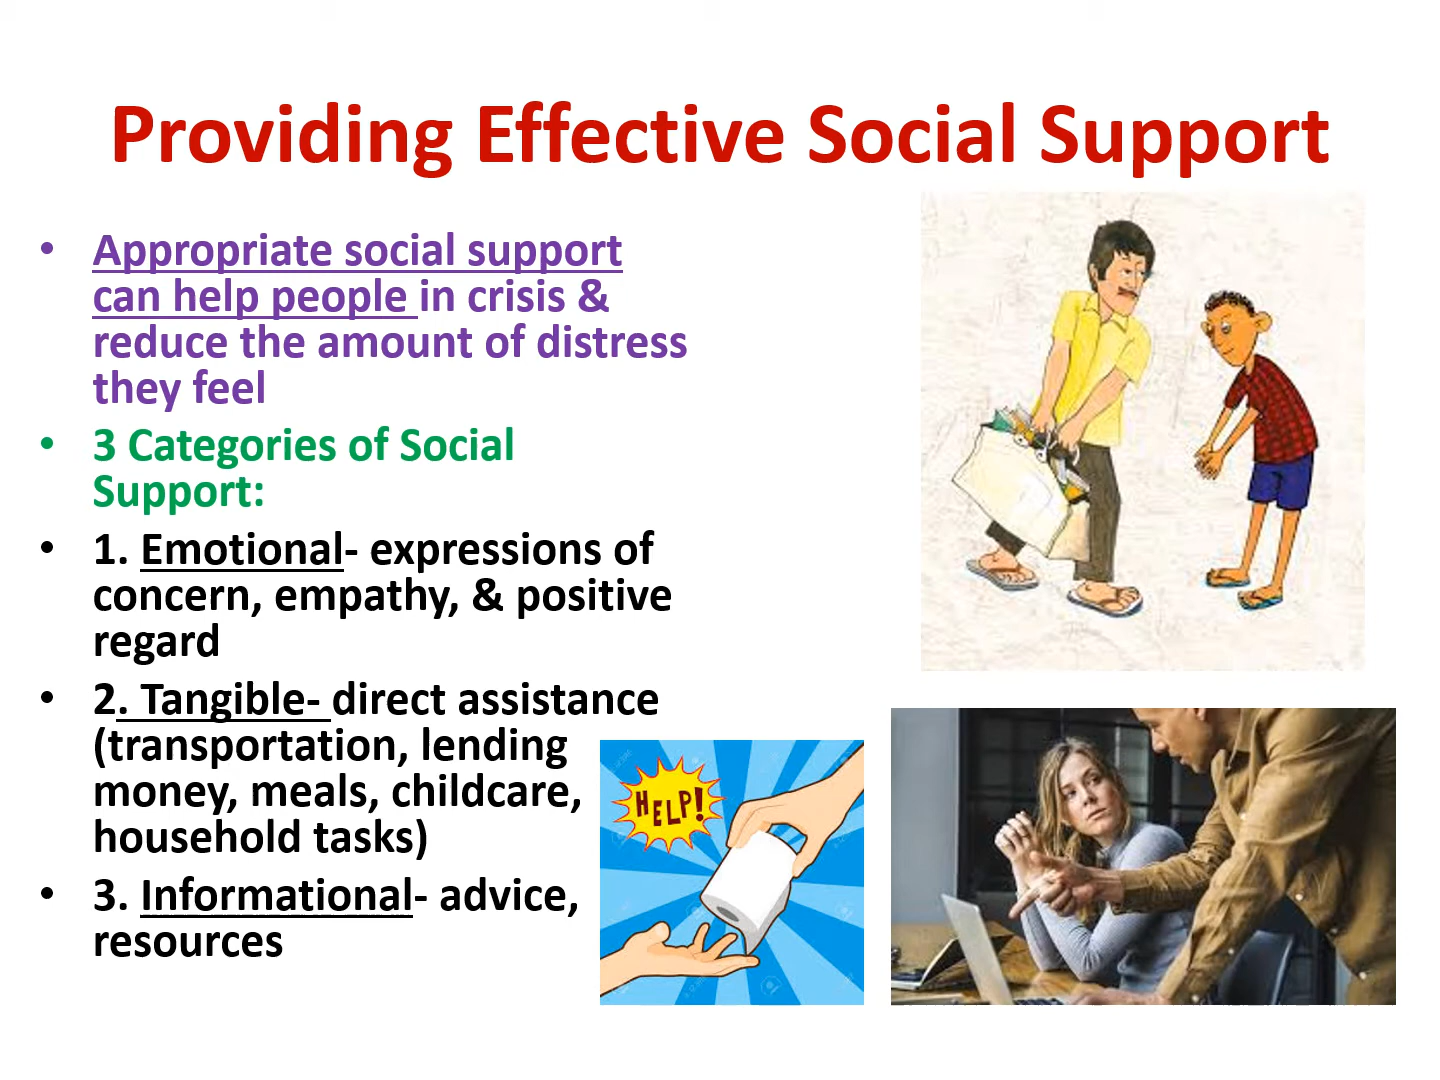 Providing Effective Social Support
• Appropriate social support
can help people in crisis &
reduce the amount of distress
they feel
• 3 Categories of Social
Support:
• 1. Emotional- expressions of
concern, empathy, & positive
regard
• 2. Tangible- direct assistance
(transportation, lending
money, meals, childcare,
household tasks)
• 3. Informational- advice,
resources
HELP!